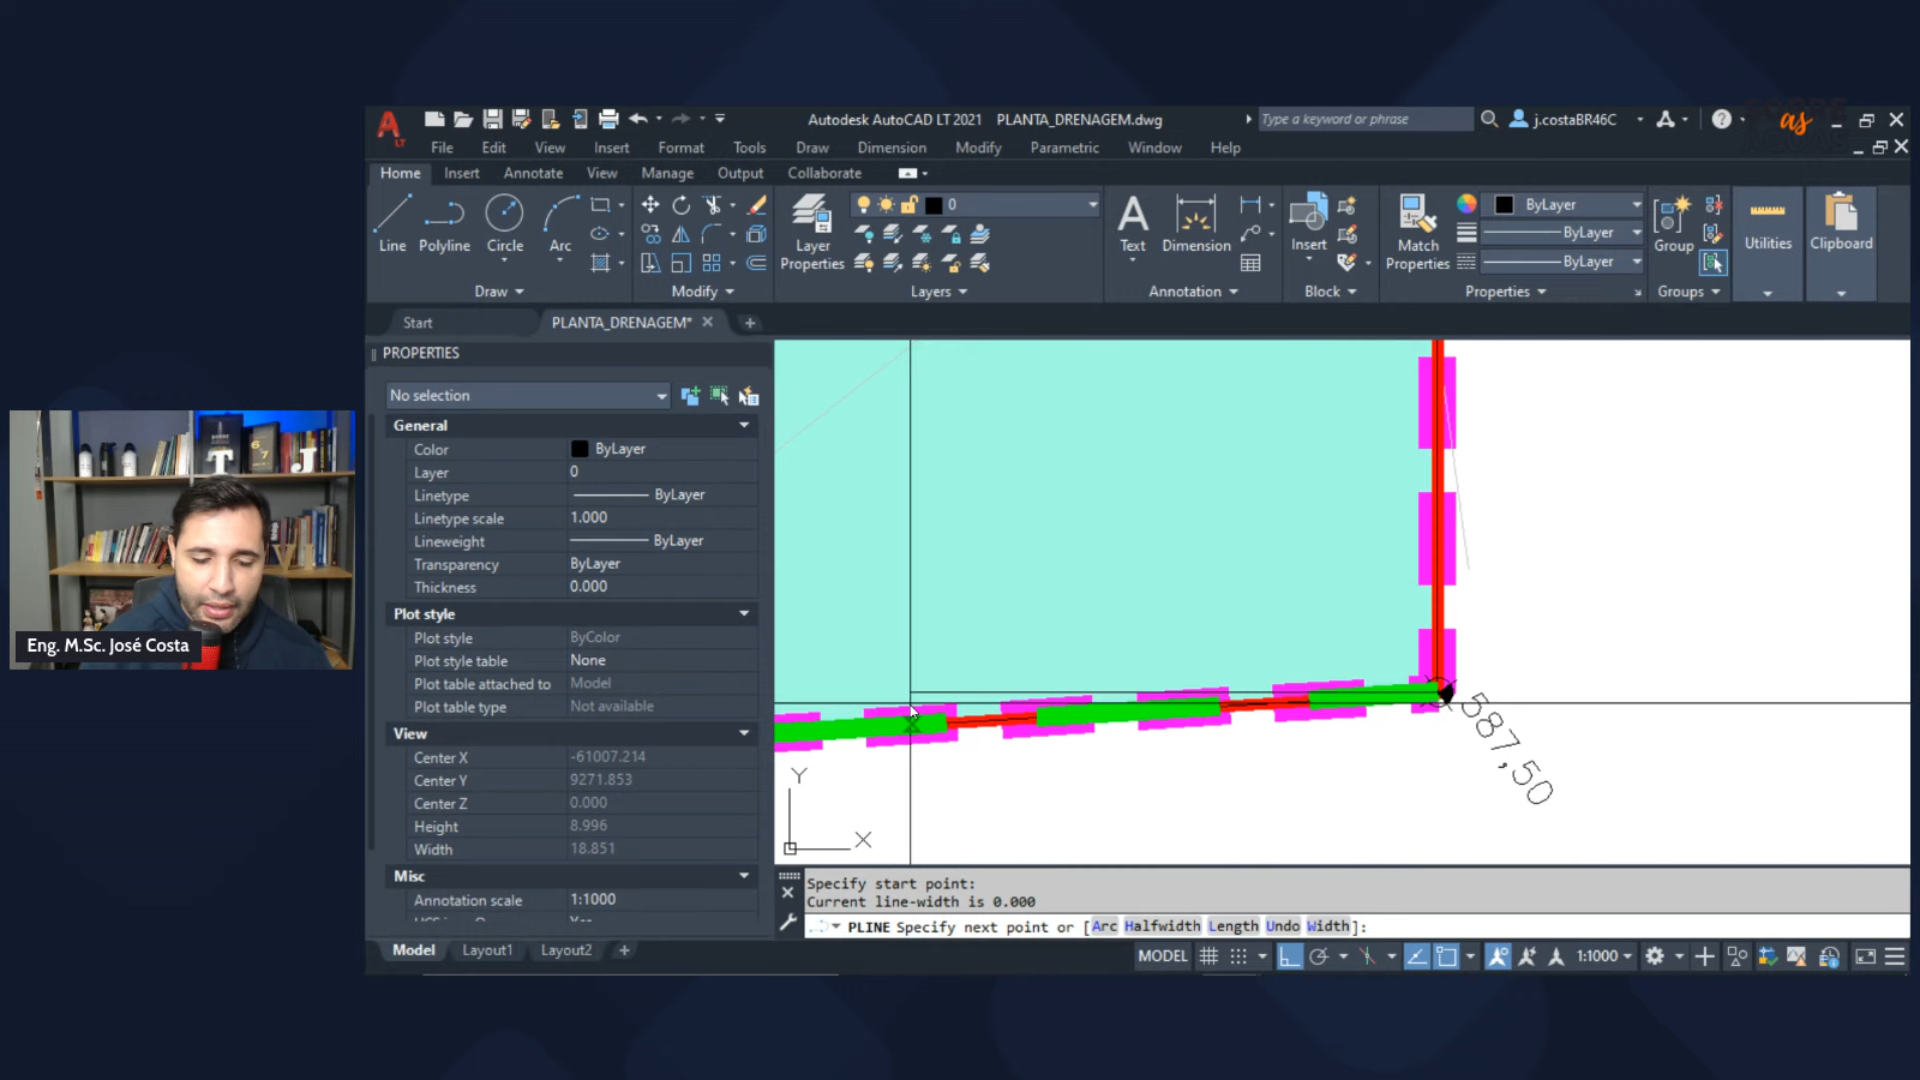 Autodesk AutoCAD LT 2021 PLANTA_DRENAGEM.dwg
Type a keyword or phrase
j.costaBR46C
as
LT
File Edit View Insert Format Tools Draw Dimension Modify Parametric Window Help
Home Insert Annotate View Manage Output Collaborate
0
ByLayer
ByLayer
ByLayer
Line Polyline Circle Arc
Layer Properties
Text Dimension
Insert
Match Properties
Group
Utilities
Clipboard
Draw Modify Layers Annotation Block Properties Groups
Start PLANTA_DRENAGEM*
PROPERTIES
No selection
General
Color ByLayer
Layer 0
Linetype ByLayer
Linetype scale 1.000
Lineweight ByLayer
Transparency ByLayer
Thickness 0.000
Plot style
Plot style ByColor
Plot style table None
Plot table attached to Model
Plot table type Not available
View
Center X -61007.214
Center Y 9271.853
Center Z 0.000
Height 8.996
Width 18.851
Misc
Annotation scale 1:1000
587,50
Y
X
T J
Eng. M.Sc. José Costa
Specify start point:
Current line-width is 0.000
PLINE Specify next point or [Arc Halfwidth Length Undo Width]:
Model Layout1 Layout2
MODEL 1:1000